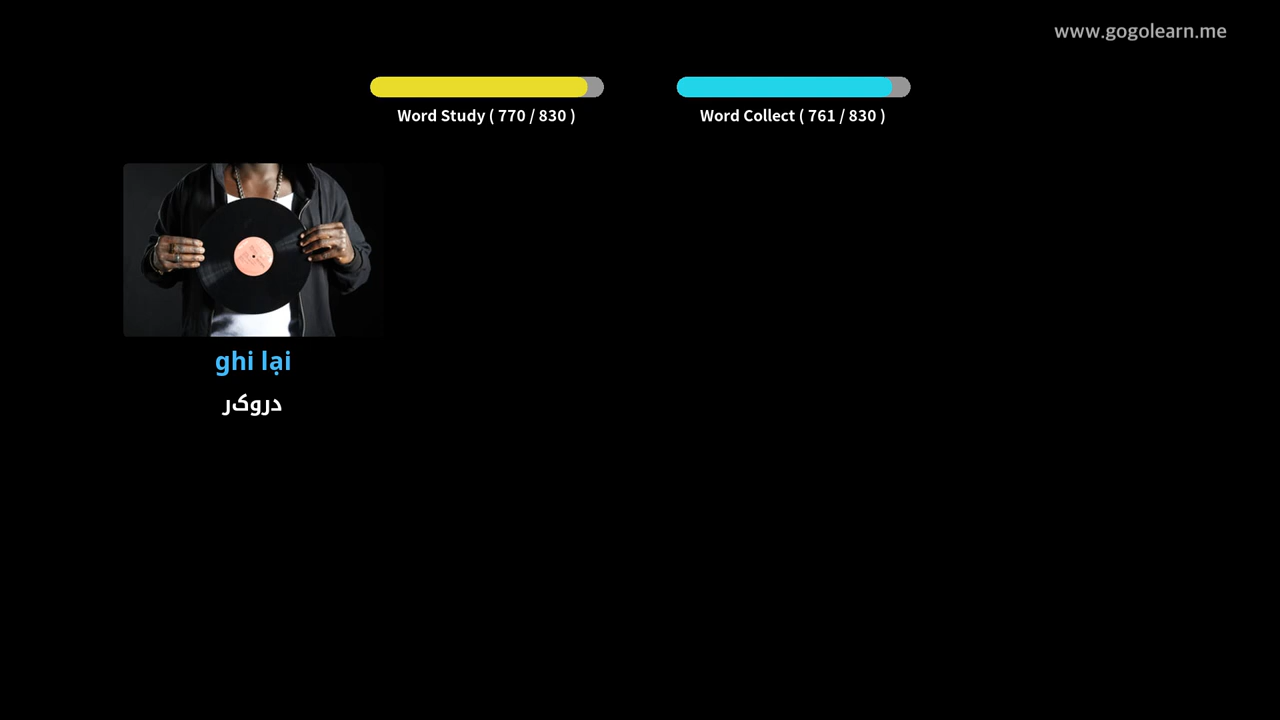 www.gogolearn.me
Word Study ( 770 / 830 )
Word Collect ( 761 / 830 )
ghi lại
دروکر